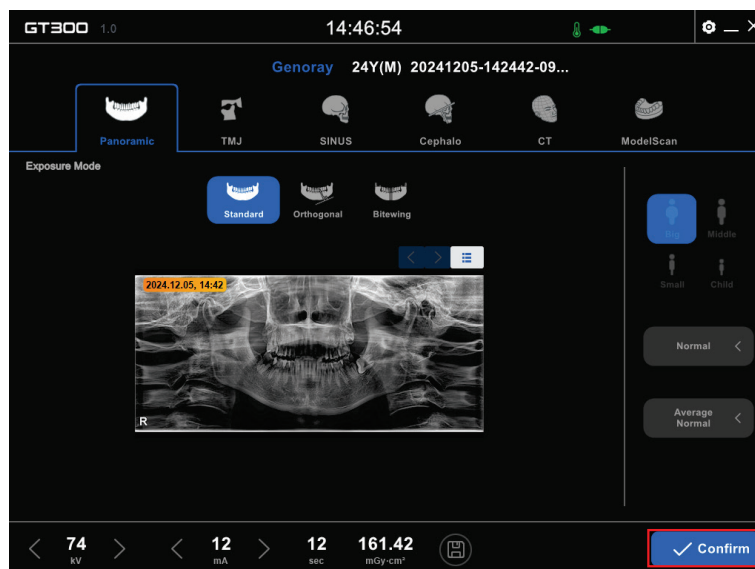 GT300 1.0
14:46:54
Genoray 24Y(M) 20241205-142442-09...
Panoramic
TMJ
SINUS
Cephalo
CT
ModelScan
Exposure Mode
Standard
Orthogonal
Bitewing
2024.12.05, 14:42
R
Big
Middle
Small
Child
Normal
Average
Normal
74
kV
12
mA
12
sec
161.42
mGy·cm²
Confirm